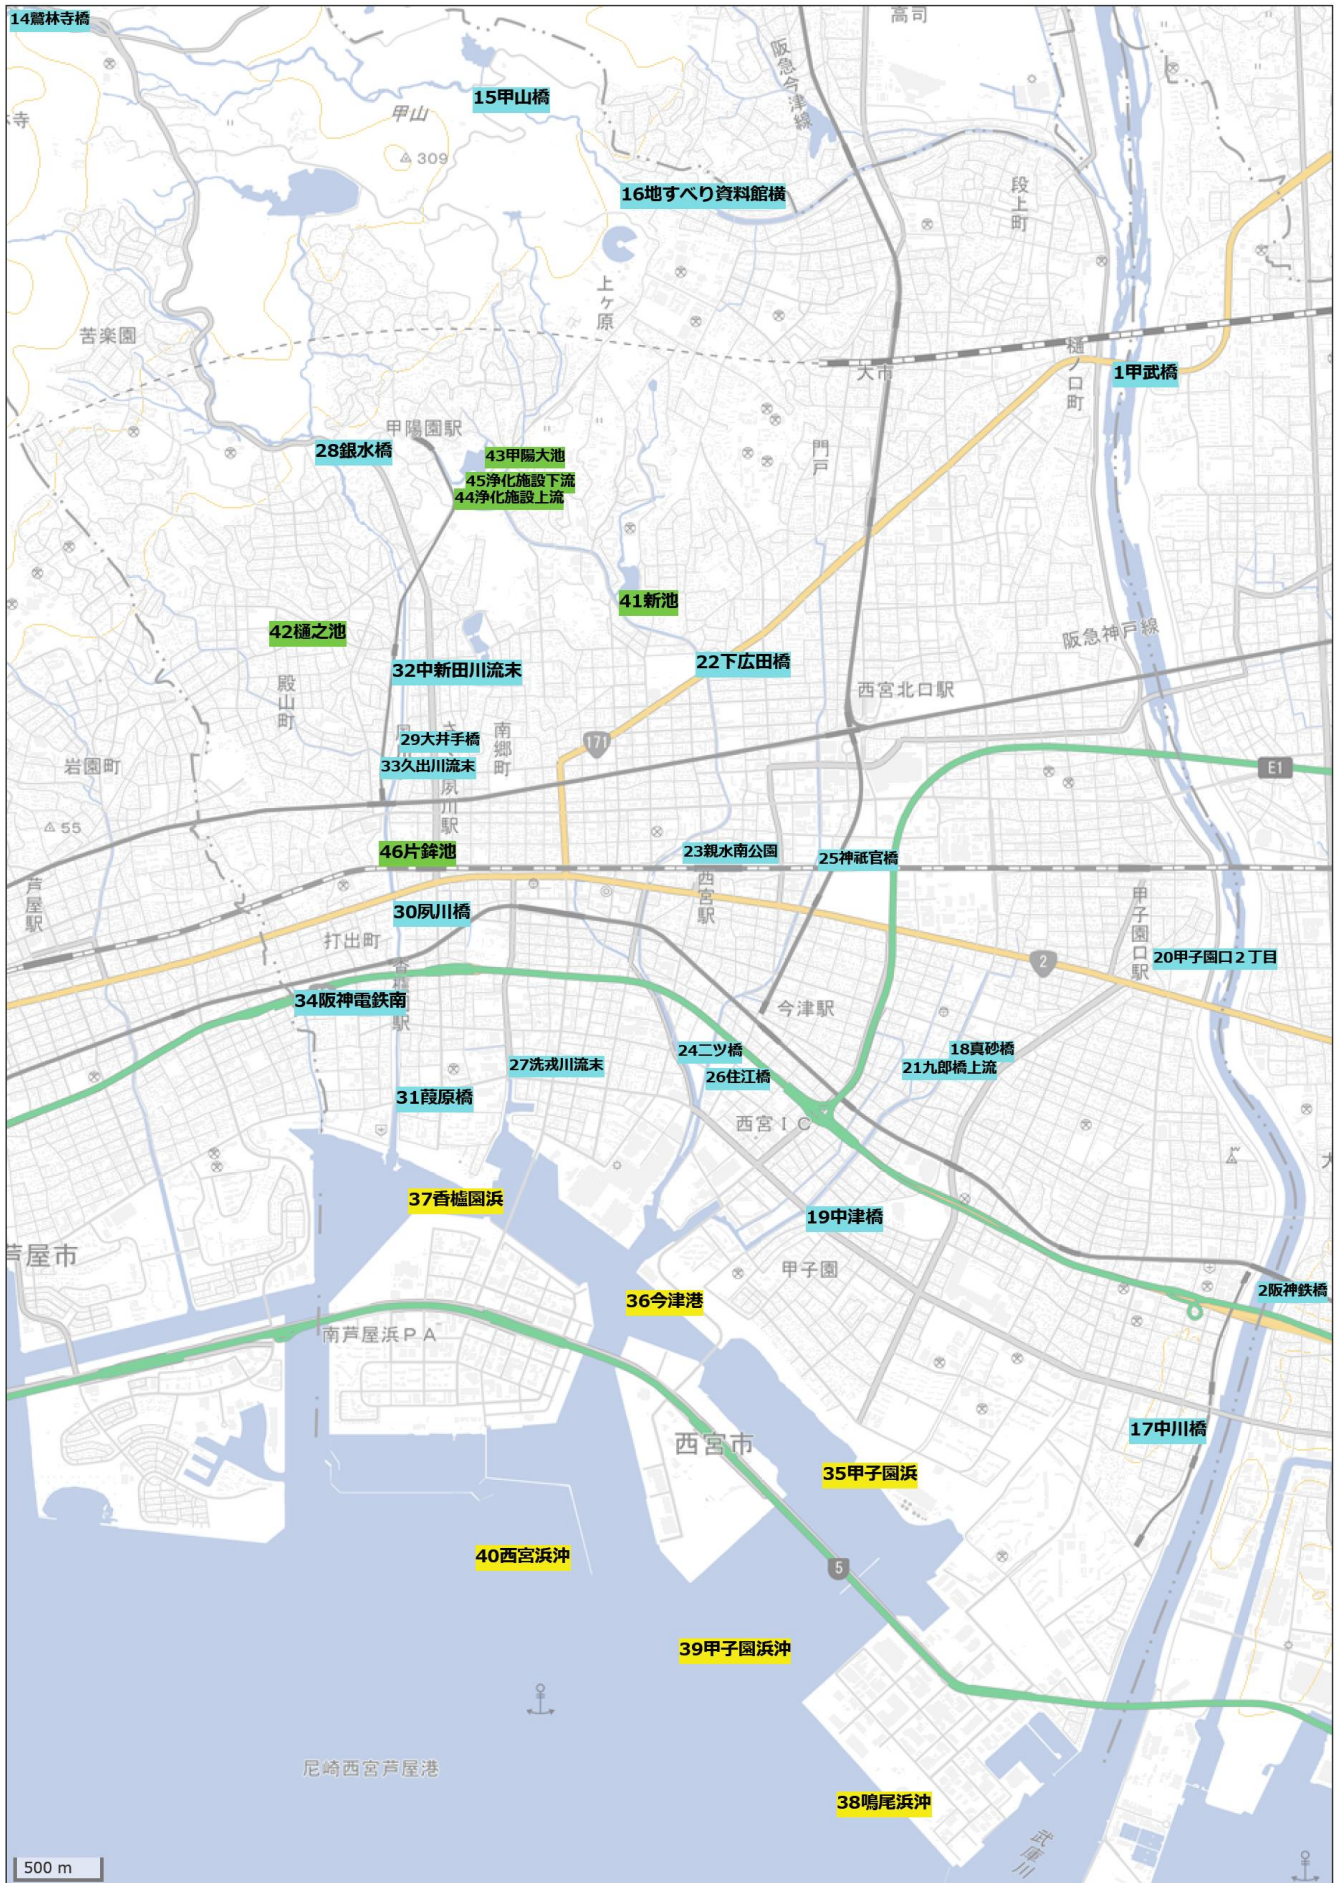 14鷲林寺橋
高司
阪急今津線
15甲山橋
甲山
309
16地すべり資料館横
段上町
上ヶ原
苦楽園
樋ノ口町
大市
1甲武橋
甲陽園駅
28銀水橋
門戸
43甲陽大池
45浄化施設下流
44浄化施設上流
41新池
42樋之池
阪急神戸線
22下広田橋
32中新田川流末
殿山町
西宮北口駅
南郷町
29大井手橋
171
岩園町
33久出川流末
E1
夙川駅
55
46片鉾池
23親水南公園
25神祇官橋
芦屋駅
西宮駅
甲子園口駅
30夙川橋
打出町
2
20甲子園口2丁目
34阪神電鉄南
駅
今津駅
24二ツ橋
18真砂橋
27洗戎川流末
21九郎橋上流
26住江橋
31葭原橋
西宮IC
37香櫨園浜
19中津橋
芦屋市
甲子園
2阪神鉄橋
36今津港
南芦屋浜PA
17中川橋
西宮市
35甲子園浜
40西宮浜沖
5
39甲子園浜沖
尼崎西宮芦屋港
38鳴尾浜沖
武庫川
500 m